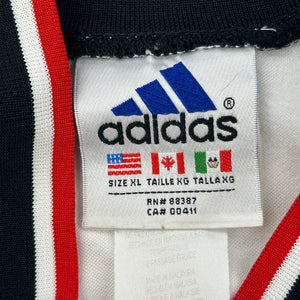 adidas ®
SIZE XL TAILLE XG TALLA XG
RN# 88387
CA# 00411